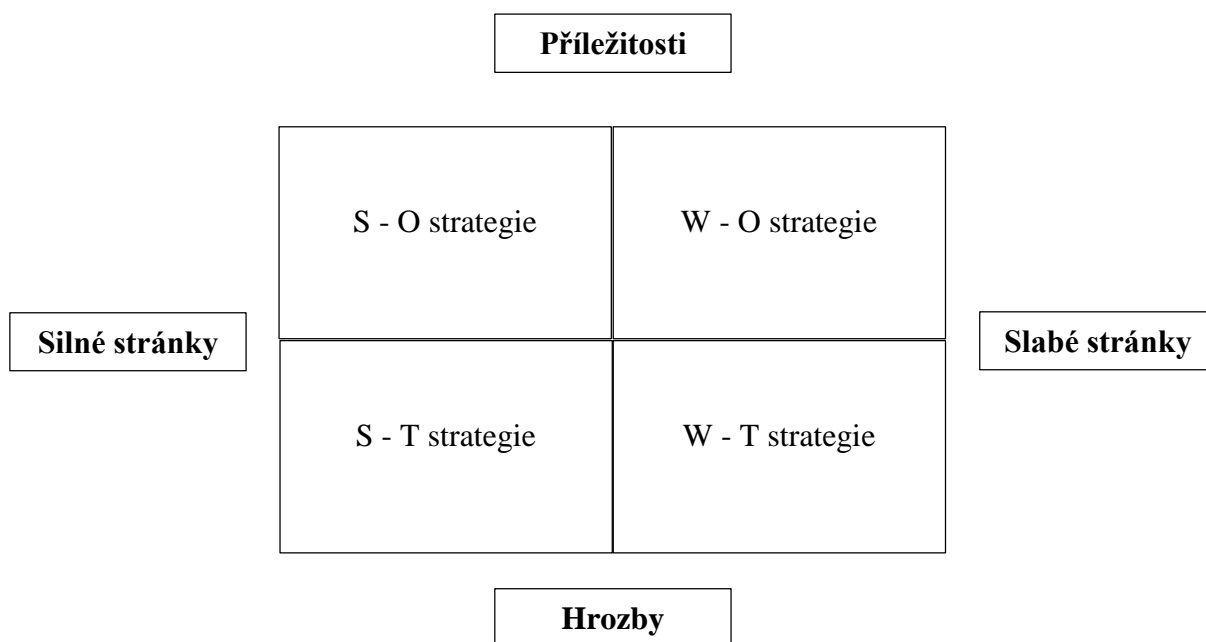 Příležitosti
S - O strategie
W - O strategie
Silné stránky
Slabé stránky
S - T strategie
W - T strategie
Hrozby